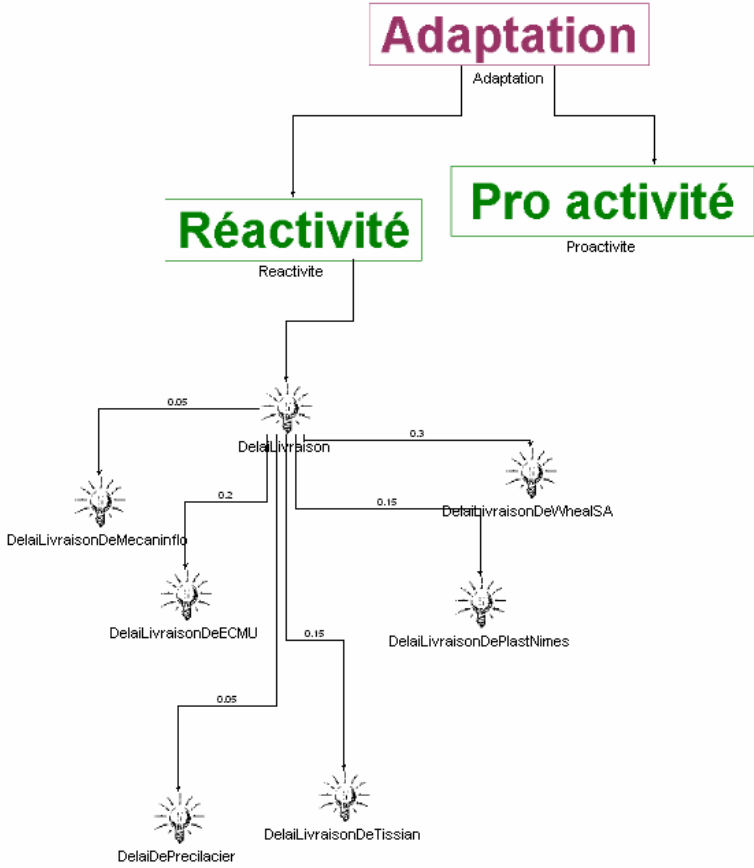 Adaptation
Adaptation
Pro activité
Réactivité
Proactivite
Reactivite
0.05
DelaiLivraison
0.3
0.2
0.15
DelaiLivraisonDeWhealSA
DelaiLivraisonDeMecaninflo
DelaiLivraisonDeECMU
0.15
DelaiLivraisonDePlastNimes
0.05
DelaiLivraisonDeTissian
DelaiDePrecilacier